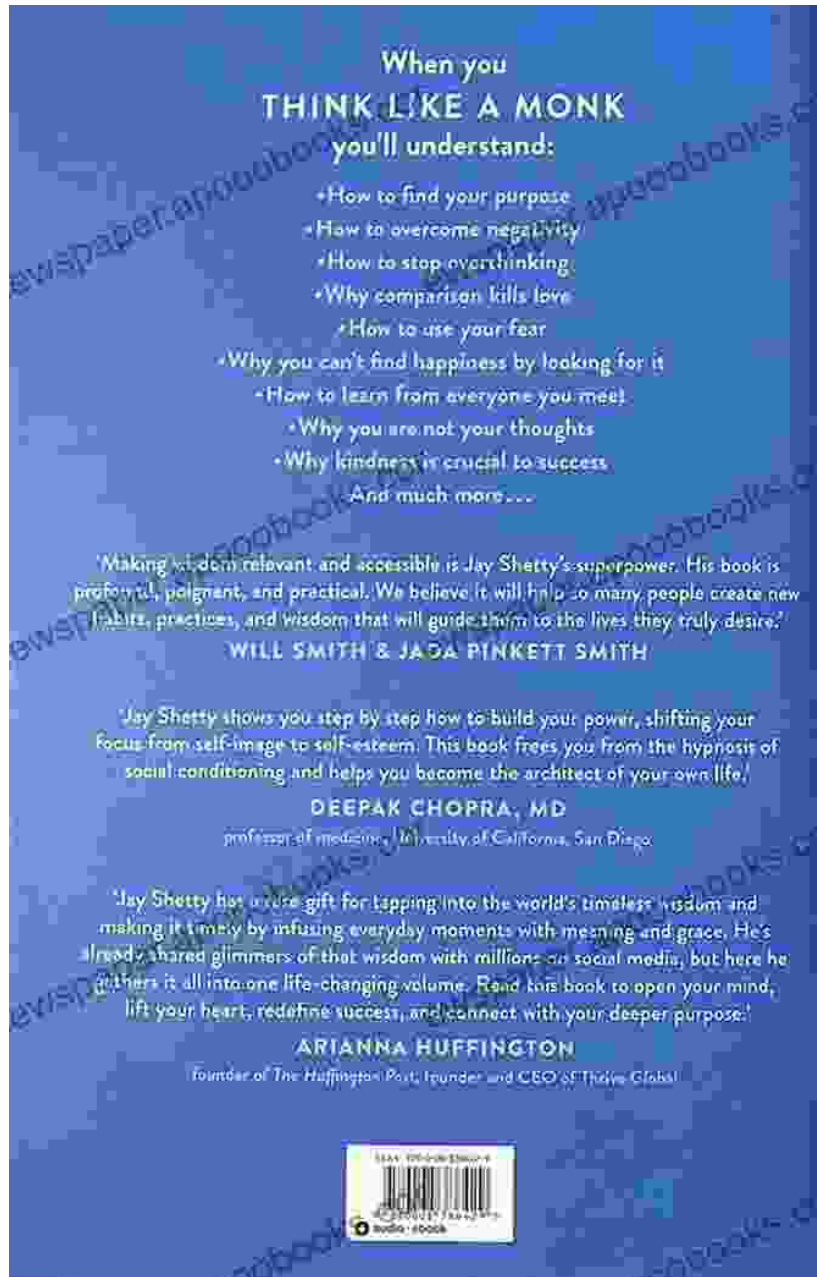 When you
THINK LIKE A MONK
you'll understand:
•How to find your purpose
•How to overcome negativity
•How to stop overthinking
•Why comparison kills love
•How to use your fear
•Why you can't find happiness by looking for it
•How to learn from everyone you meet
•Why you are not your thoughts
•Why kindness is crucial to success
And much more...
'Making wisdom relevant and accessible is Jay Shetty's superpower. His book is
profound, poignant, and practical. We believe it will help so many people create new
habits, practices, and wisdom that will guide them to the lives they truly desire.'
WILL SMITH & JADA PINKETT SMITH
'Jay Shetty shows you step by step how to build your power, shifting your
focus from self-image to self-esteem. This book frees you from the hypnosis of
social conditioning and helps you become the architect of your own life.'
DEEPAK CHOPRA, MD
professor of medicine, University of California, San Diego
'Jay Shetty has a rare gift for tapping into the world's timeless wisdom and
making it timely by infusing everyday moments with meaning and grace. He's
already shared glimmers of that wisdom with millions on social media, but here he
gathers it all into one life-changing volume. Read this book to open your mind,
lift your heart, redefine success, and connect with your deeper purpose.'
ARIANNA HUFFINGTON
founder of The Huffington Post, founder and CEO of Thrive Global
ISBN
audio • ebook